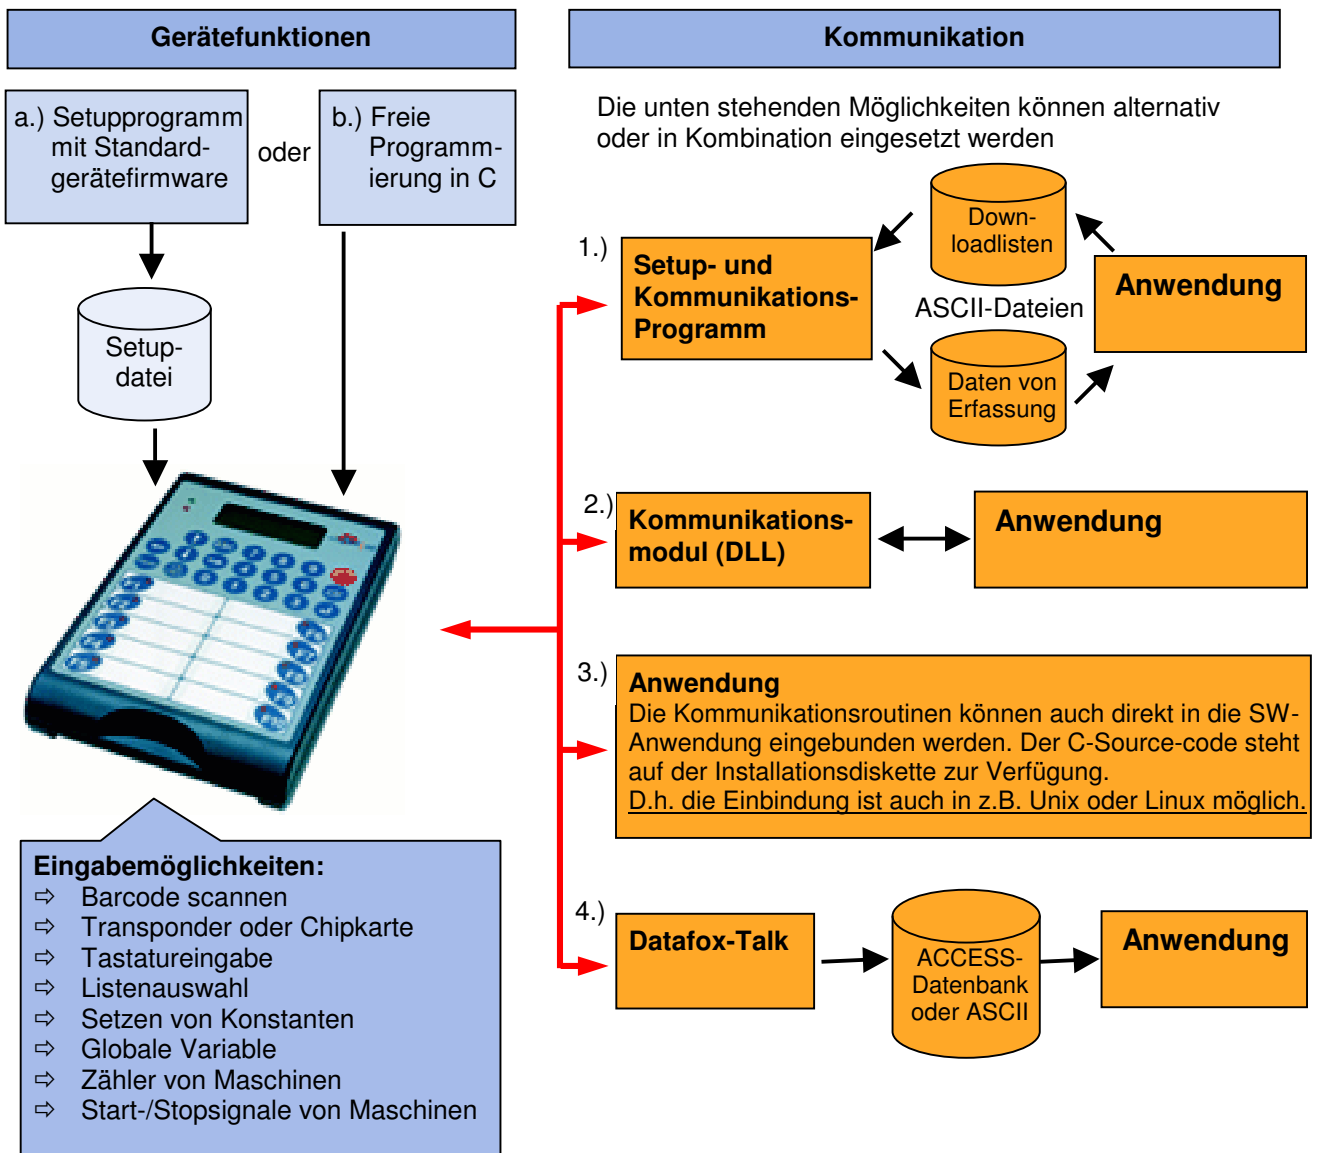 Gerätefunktionen
a.) Setupprogramm
mit Standard-
gerätefirmware
oder
b.) Freie
Programm-
ierung in C
Setup-
datei
Eingabemöglichkeiten:
⇨ Barcode scannen
⇨ Transponder oder Chipkarte
⇨ Tastatureingabe
⇨ Listenauswahl
⇨ Setzen von Konstanten
⇨ Globale Variable
⇨ Zähler von Maschinen
⇨ Start-/Stopsignale von Maschinen
Kommunikation
Die unten stehenden Möglichkeiten können alternativ
oder in Kombination eingesetzt werden
1.)
Setup- und
Kommunikations-
Programm
Down-
loadlisten
ASCII-Dateien
Daten von
Erfassung
Anwendung
2.)
Kommunikations-
modul (DLL)
Anwendung
3.)
Anwendung
Die Kommunikationsroutinen können auch direkt in die SW-
Anwendung eingebunden werden. Der C-Source-code steht
auf der Installationsdiskette zur Verfügung.
D.h. die Einbindung ist auch in z.B. Unix oder Linux möglich.
4.)
Datafox-Talk
ACCESS-
Datenbank
oder ASCII
Anwendung